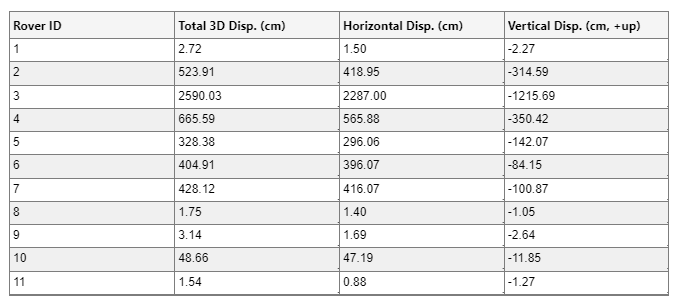 Rover ID Total 3D Disp. (cm) Horizontal Disp. (cm) Vertical Disp. (cm, +up)
1 2.72 1.50 -2.27
2 523.91 418.95 -314.59
3 2590.03 2287.00 -1215.69
4 665.59 565.88 -350.42
5 328.38 296.06 -142.07
6 404.91 396.07 -84.15
7 428.12 416.07 -100.87
8 1.75 1.40 -1.05
9 3.14 1.69 -2.64
10 48.66 47.19 -11.85
11 1.54 0.88 -1.27